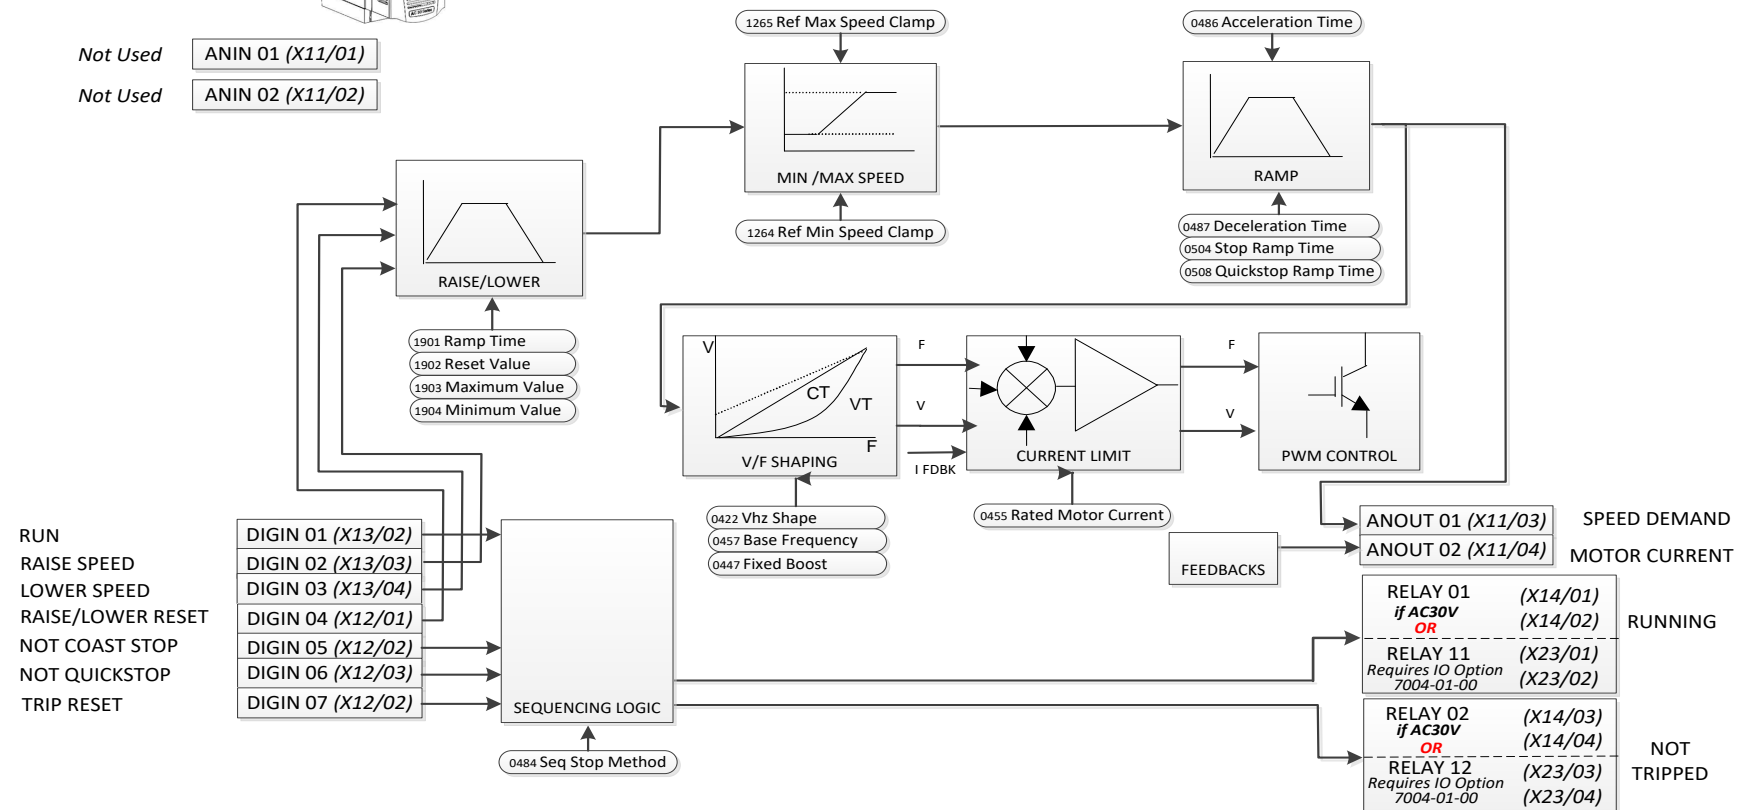 Not Used ANIN 01 (X11/01)
Not Used ANIN 02 (X11/02)
1265 Ref Max Speed Clamp
MIN /MAX SPEED
1264 Ref Min Speed Clamp
0486 Acceleration Time
RAMP
0487 Deceleration Time
0504 Stop Ramp Time
0508 Quickstop Ramp Time
RAISE/LOWER
1901 Ramp Time
1902 Reset Value
1903 Maximum Value
1904 Minimum Value
V
CT
VT
F
V/F SHAPING
0422 Vhz Shape
0457 Base Frequency
0447 Fixed Boost
F
V
I FDBK
CURRENT LIMIT
0455 Rated Motor Current
F
V
PWM CONTROL
RUN DIGIN 01 (X13/02)
RAISE SPEED DIGIN 02 (X13/03)
LOWER SPEED DIGIN 03 (X13/04)
RAISE/LOWER RESET DIGIN 04 (X12/01)
NOT COAST STOP DIGIN 05 (X12/02)
NOT QUICKSTOP DIGIN 06 (X12/03)
TRIP RESET DIGIN 07 (X12/02)
SEQUENCING LOGIC
0484 Seq Stop Method
FEEDBACKS
ANOUT 01 (X11/03) SPEED DEMAND
ANOUT 02 (X11/04) MOTOR CURRENT
RELAY 01 (X14/01)
if AC30V (X14/02)
OR
RUNNING
RELAY 11 (X23/01)
Requires IO Option (X23/02)
7004-01-00
RELAY 02 (X14/03)
if AC30V (X14/04)
OR
NOT
TRIPPED
RELAY 12 (X23/03)
Requires IO Option (X23/04)
7004-01-00